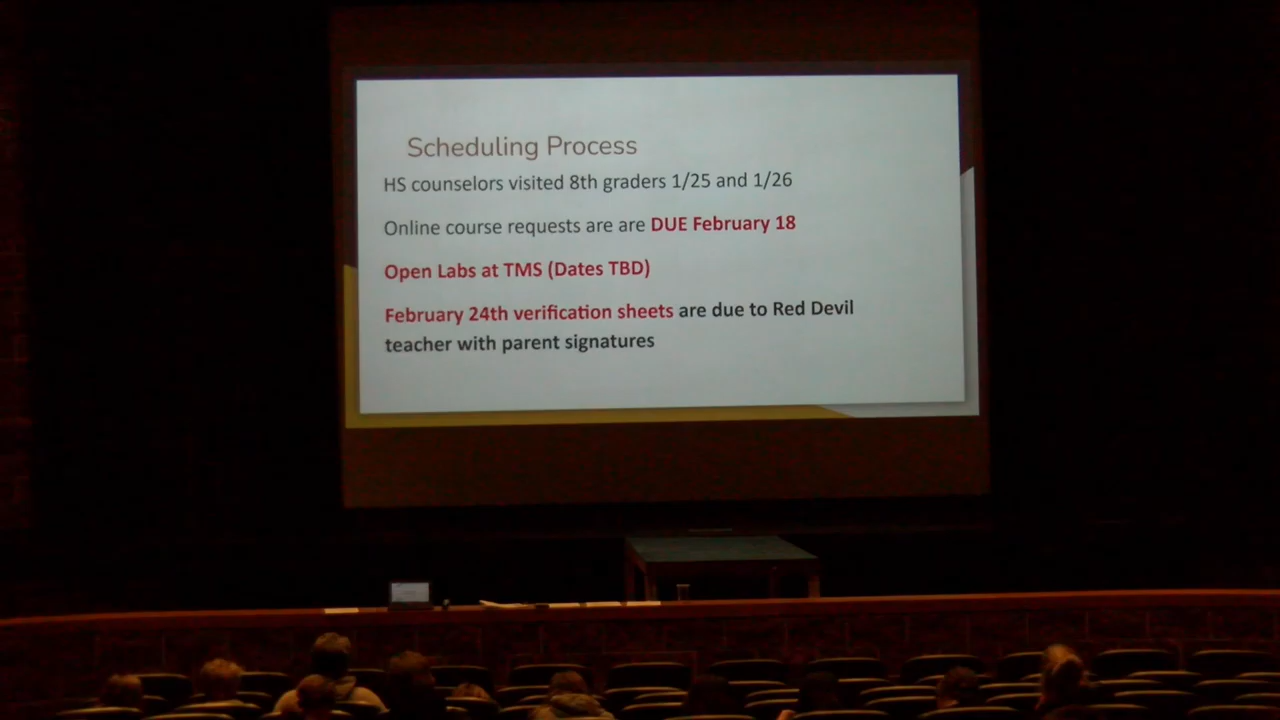 Scheduling Process
HS counselors visited 8th graders 1/25 and 1/26
Online course requests are are DUE February 18
Open Labs at TMS (Dates TBD)
February 24th verification sheets are due to Red Devil
teacher with parent signatures